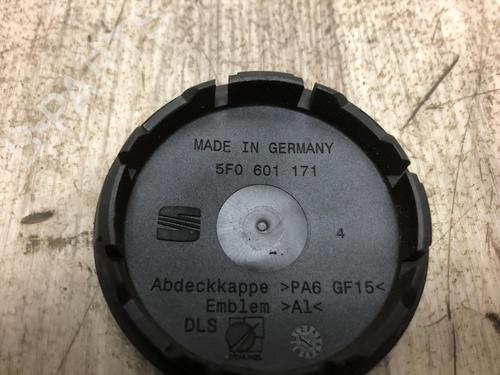 MADE IN GERMANY
5F0 601 171
4
Abdeckkappe >PA6 GF15<
Emblem >Al<
DLS